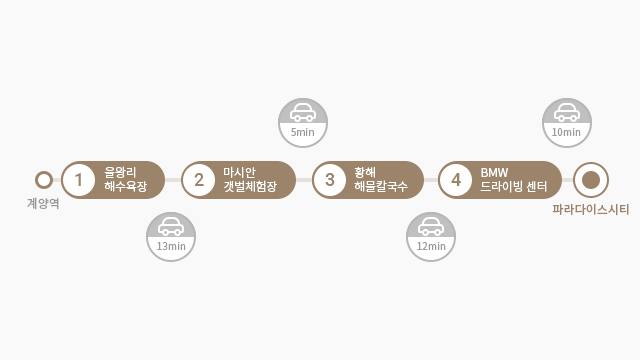 5min
10min
계양역
1
을왕리
해수욕장
2
마시안
갯벌체험장
3
황해
해물칼국수
4
BMW
드라이빙 센터
파라다이스시티
13min
12min